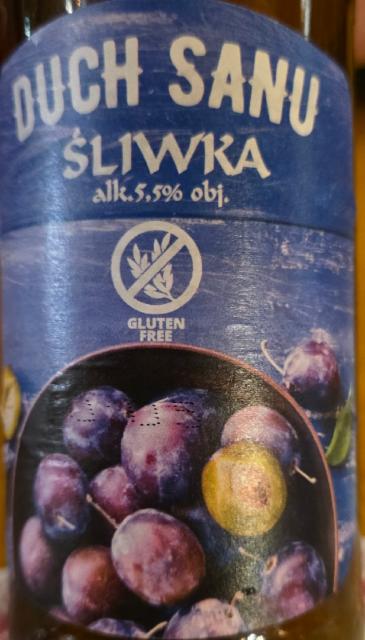 DUCH SANU
ŚLIWKA
alk.5,5% obj.
GLUTEN
FREE